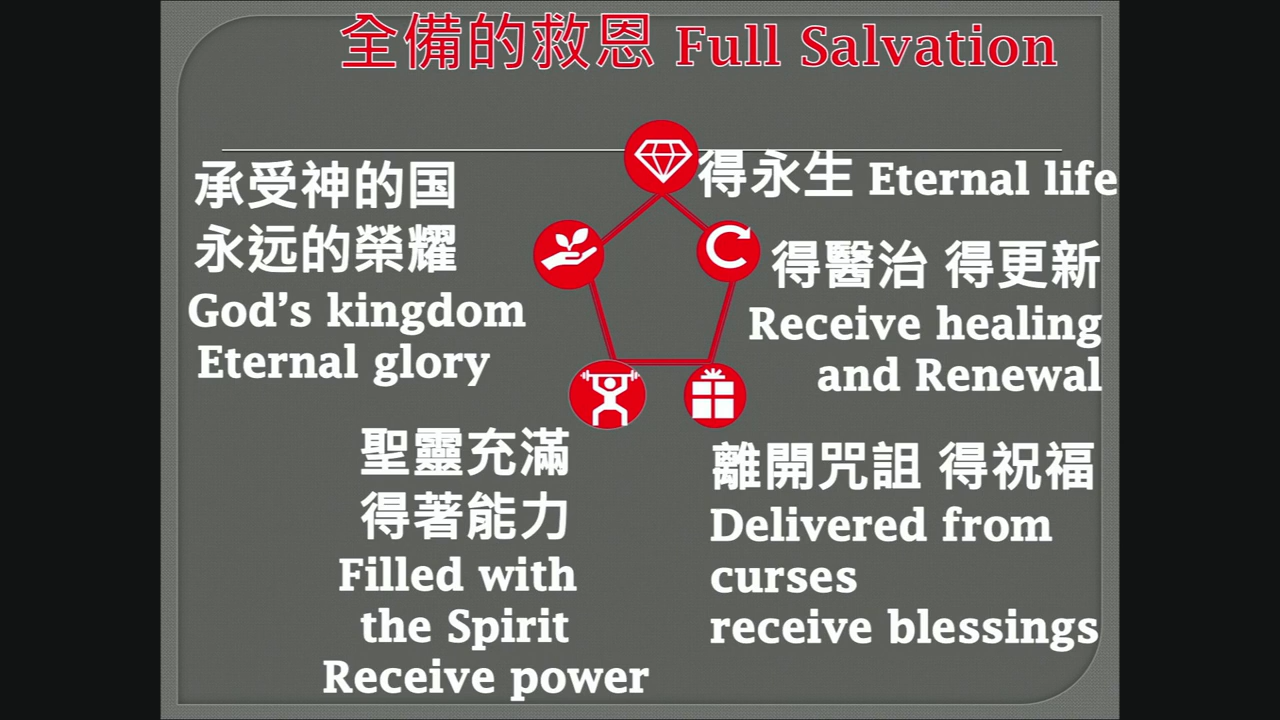 全備的救恩 Full Salvation
得永生 Eternal life
得醫治 得更新
Receive healing
and Renewal
離開咒詛 得祝福
Delivered from
curses
receive blessings
聖靈充滿
得著能力
Filled with
the Spirit
Receive power
承受神的国
永远的榮耀
God's kingdom
Eternal glory